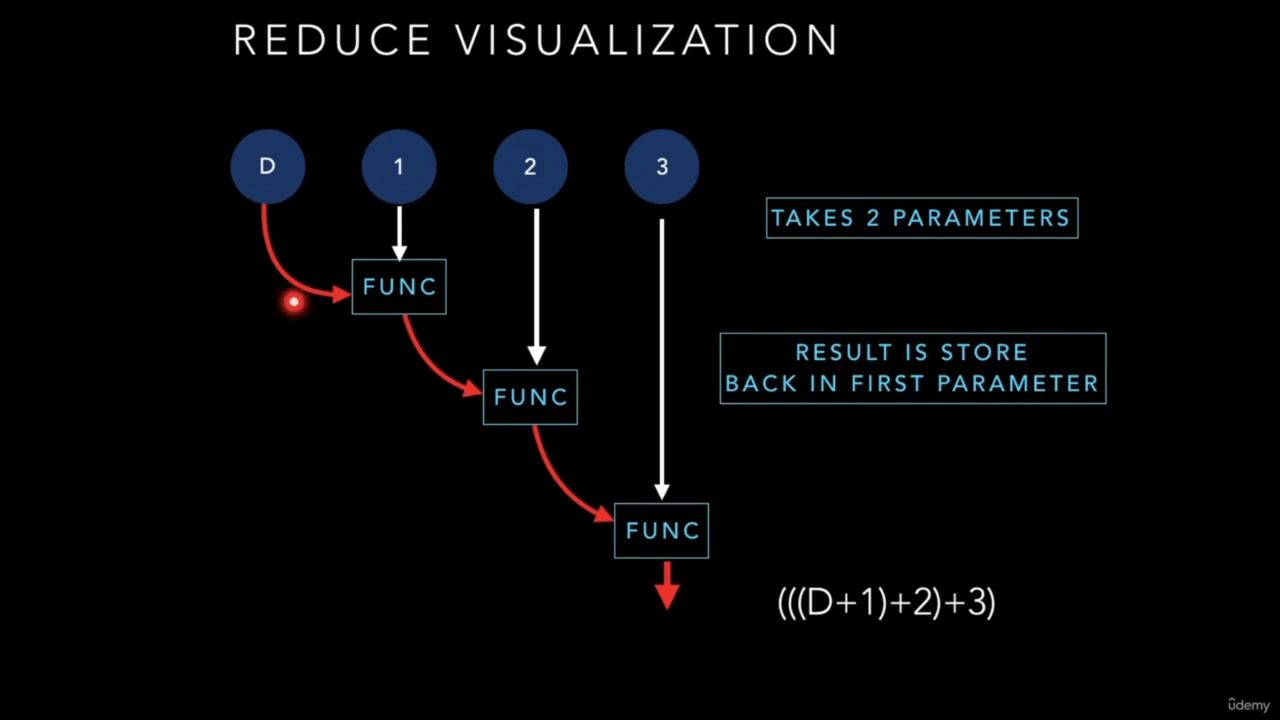 REDUCE VISUALIZATION
D 1 2 3
TAKES 2 PARAMETERS
FUNC
RESULT IS STORE
BACK IN FIRST PARAMETER
FUNC
FUNC
(((D+1)+2)+3)
ûdemy